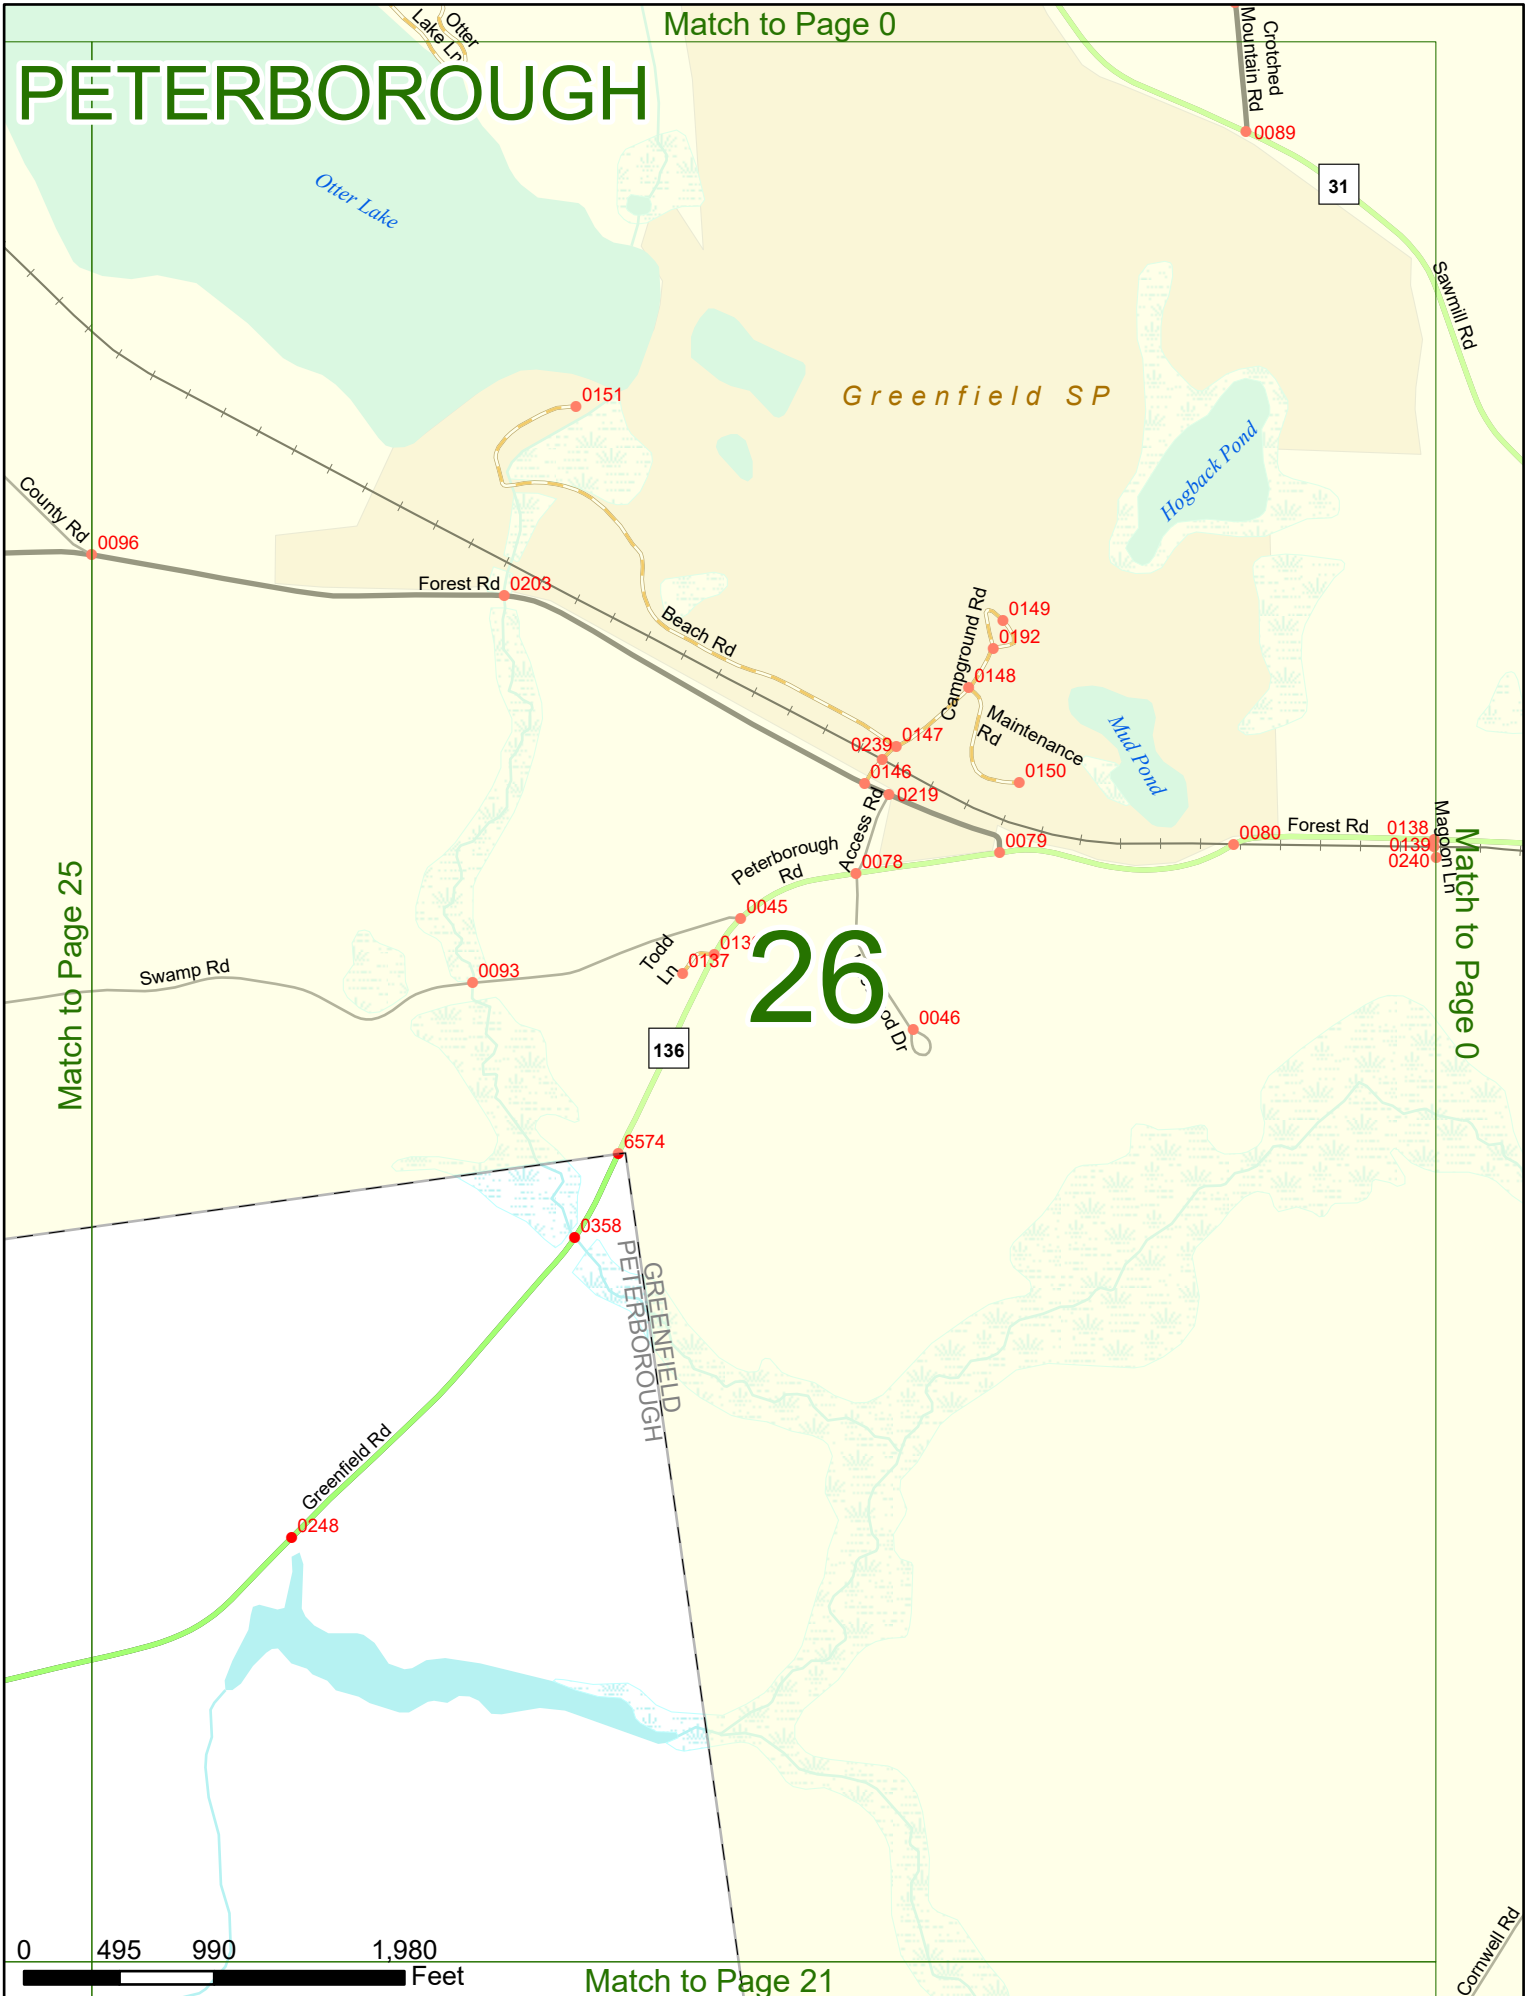 Match to Page 0
PETERBOROUGH
Otter
Lake Ln
Crotched
Mountain Rd
0089
31
Otter Lake
Sawmill Rd
0151
Greenfield SP
Hogback Pond
County Rd
0096
Forest Rd
0203
Beach Rd
Campground Rd
0149
0192
0148
Maintenance
Rd
Mud Pond
0147
0239
0146
0150
0219
Access Rd
0079
0080
Forest Rd
0138
0139
0240
Magoon Ln
Peterborough
Rd
0078
0045
Match to Page 25
Match to Page 0
Swamp Rd
0093
Todd
Ln
0137
26
0046
Dr
136
6574
0358
GREENFIELD
PETERBOROUGH
Greenfield Rd
0248
0 495 990 1,980
Feet
Match to Page 21
Cornwell Rd